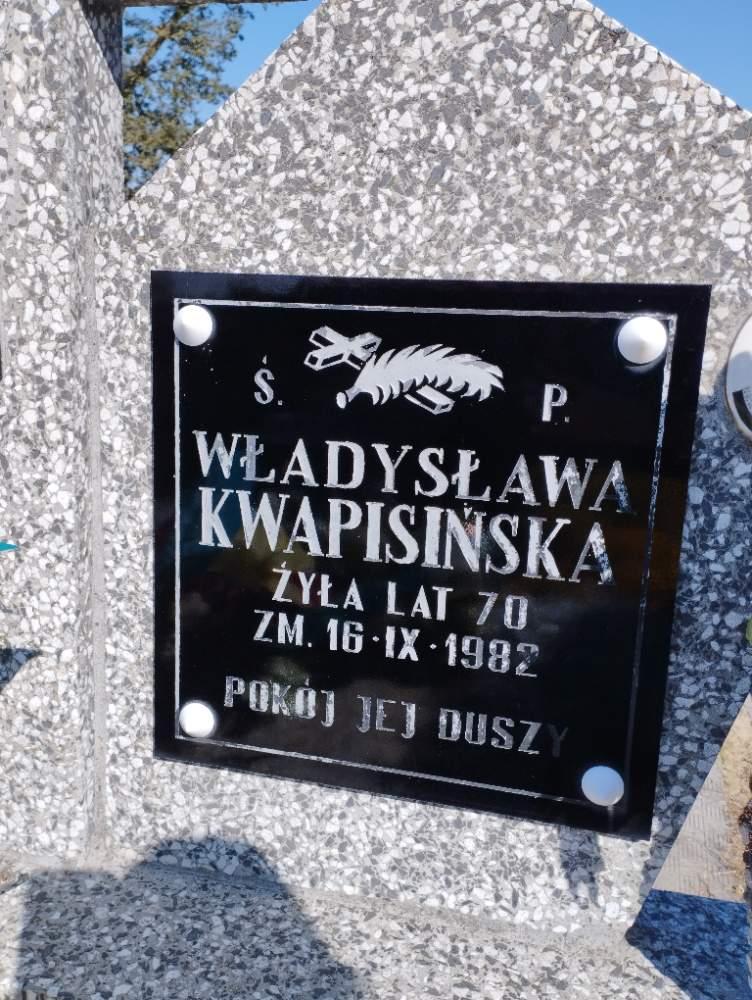 Ś. P.
WŁADYSŁAWA
KWAPISIŃSKA
ŻYŁA LAT 70
ZM. 16·IX·1982
POKÓJ JEJ DUSZY